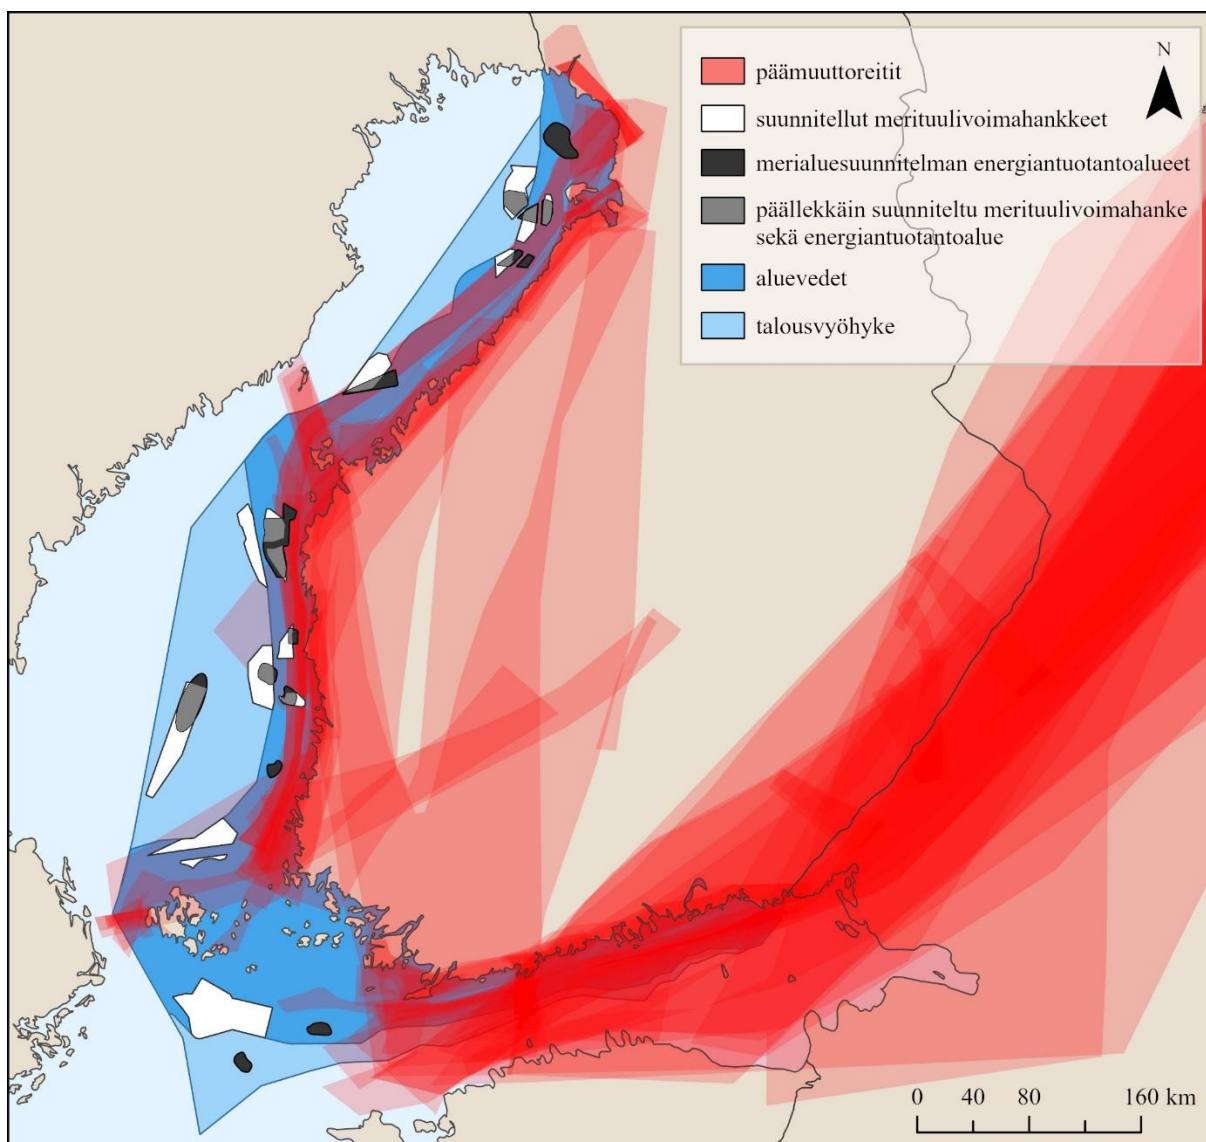 N
päämuuttoreitit
suunnitellut merituulivoimahankkeet
merialuesuunnitelman energiantuotantoalueet
päällekkäin suunniteltu merituulivoimahanke
sekä energiantuotantoalue
aluevedet
talousvyöhyke
0 40 80 160 km